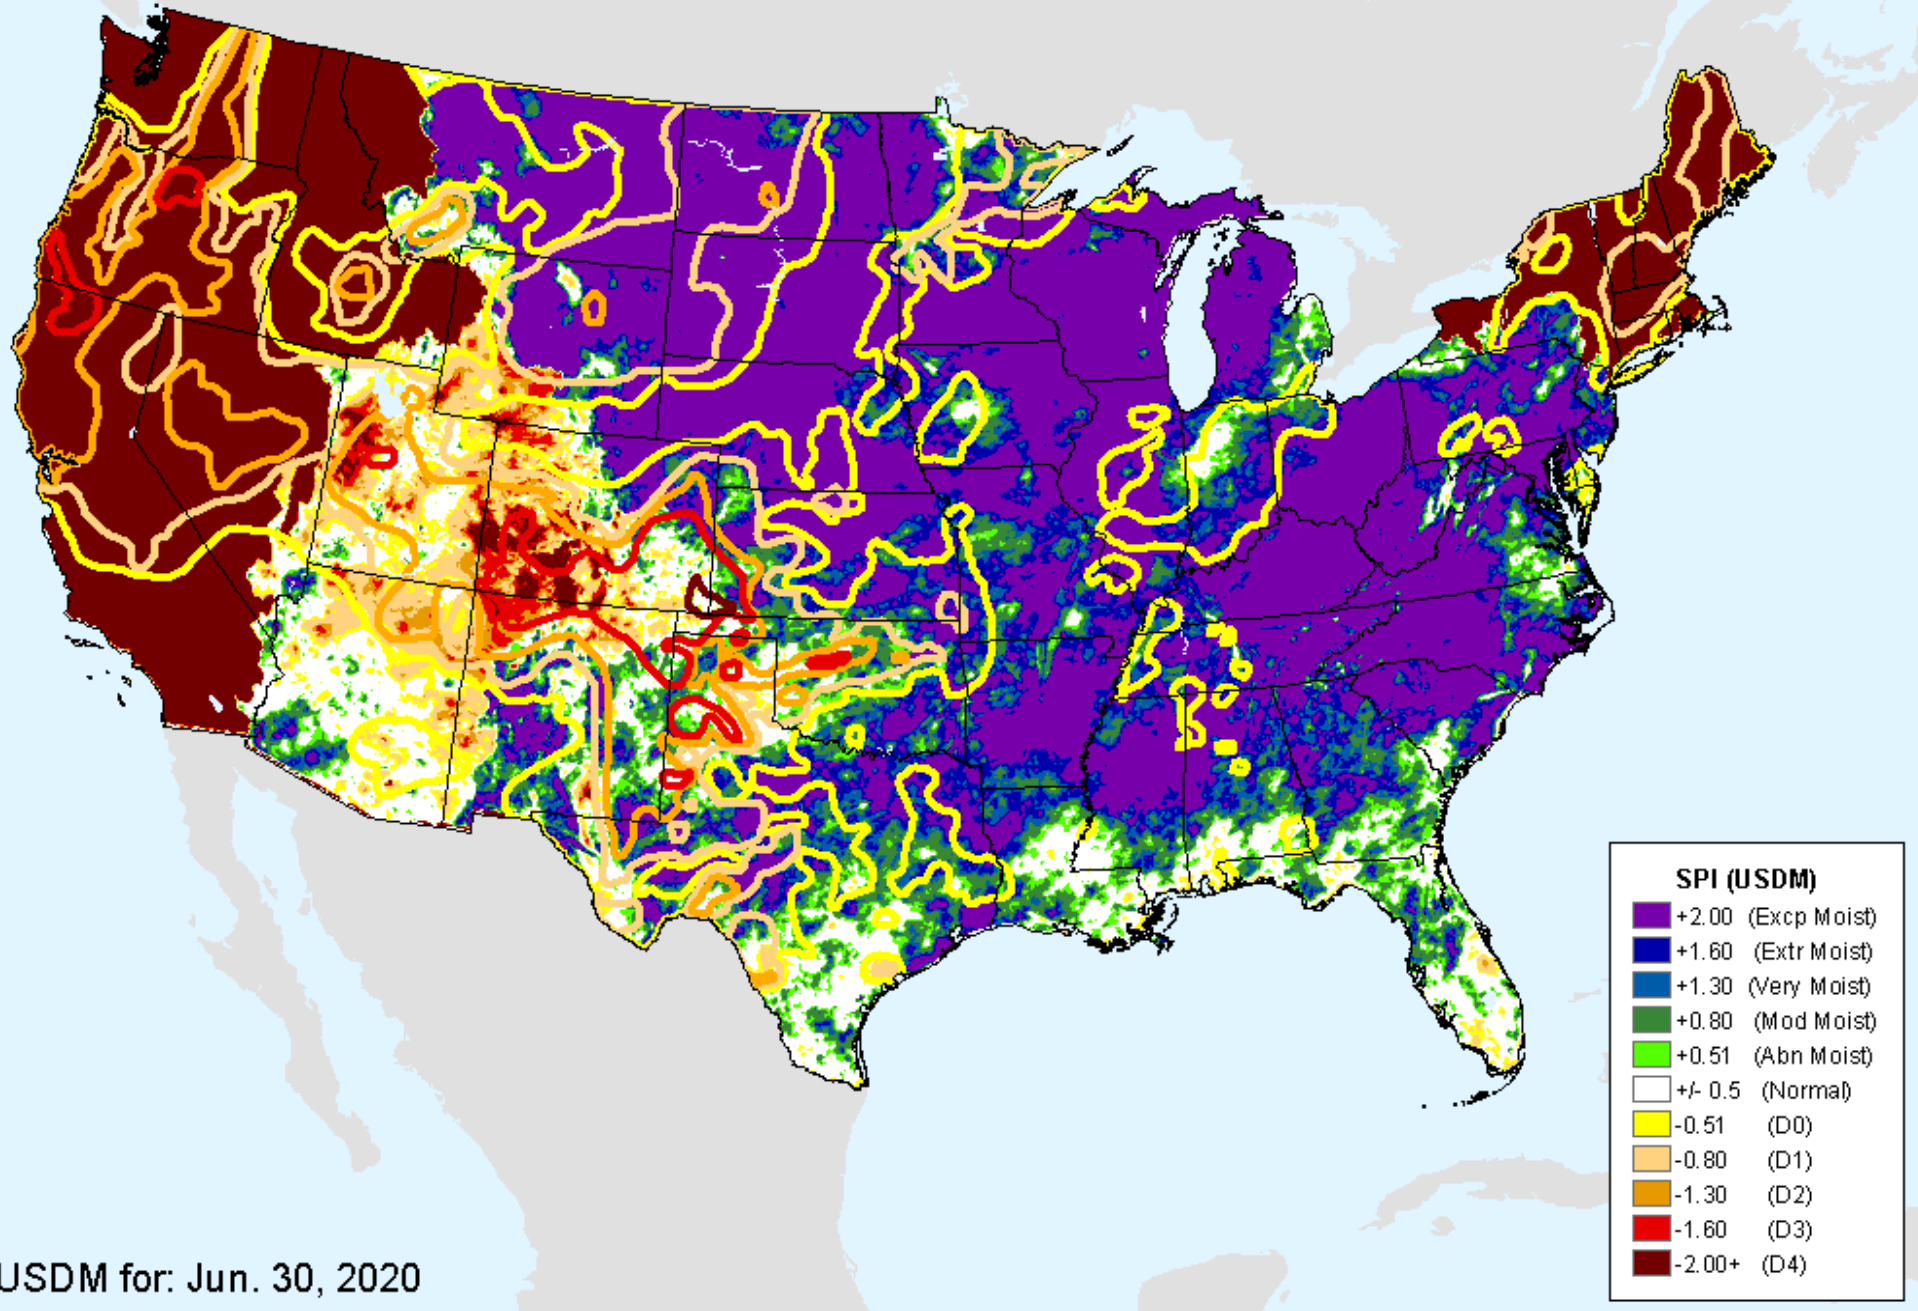 SPI (USDM)
+2.00 (Excp Moist)
+1.60 (Extr Moist)
+1.30 (Very Moist)
+0.80 (Mod Moist)
+0.51 (Abn Moist)
+/- 0.5 (Normal)
-0.51 (D0)
-0.80 (D1)
-1.30 (D2)
-1.60 (D3)
-2.00+ (D4)
USDM for: Jun. 30, 2020